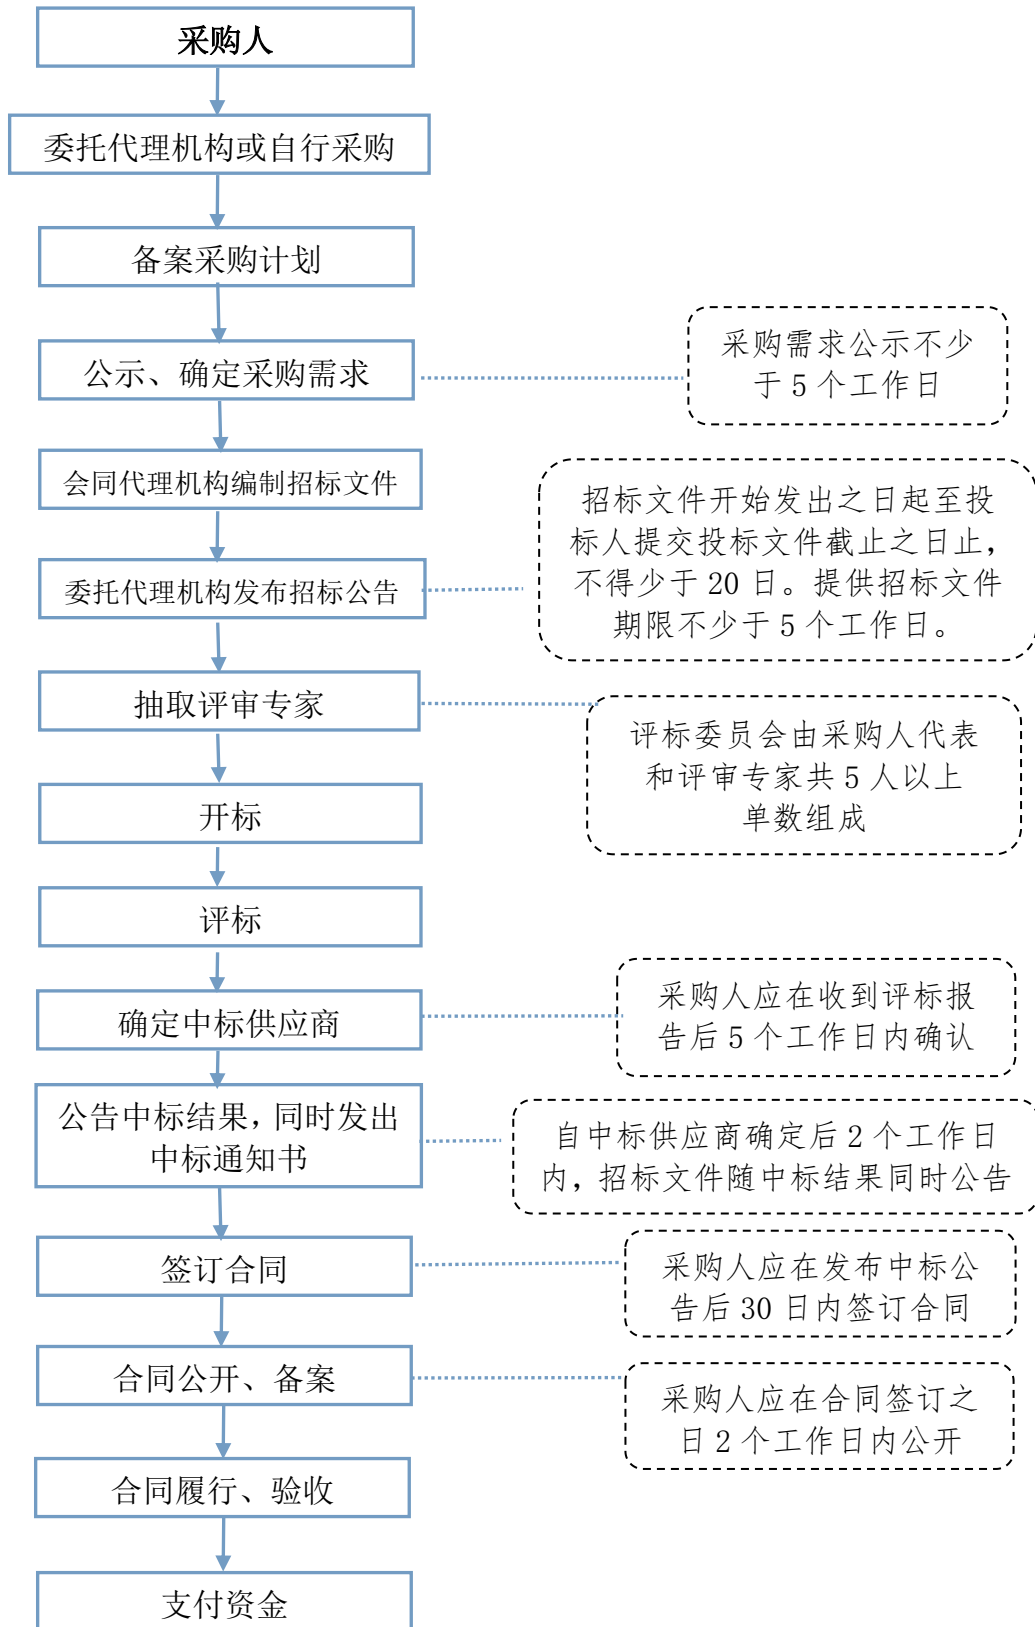 采购人
委托代理机构或自行采购
备案采购计划
公示、确定采购需求
采购需求公示不少
于 5 个工作日
会同代理机构编制招标文件
委托代理机构发布招标公告
招标文件开始发出之日起至投
标人提交投标文件截止之日止，
不得少于 20 日。提供招标文件
期限不少于 5 个工作日。
抽取评审专家
评标委员会由采购人代表
和评审专家共 5 人以上
单数组成
开标
评标
确定中标供应商
采购人应在收到评标报
告后 5 个工作日内确认
公告中标结果，同时发出
中标通知书
自中标供应商确定后 2 个工作日
内，招标文件随中标结果同时公告
签订合同
采购人应在发布中标公
告后 30 日内签订合同
合同公开、备案
采购人应在合同签订之
日 2 个工作日内公开
合同履行、验收
支付资金